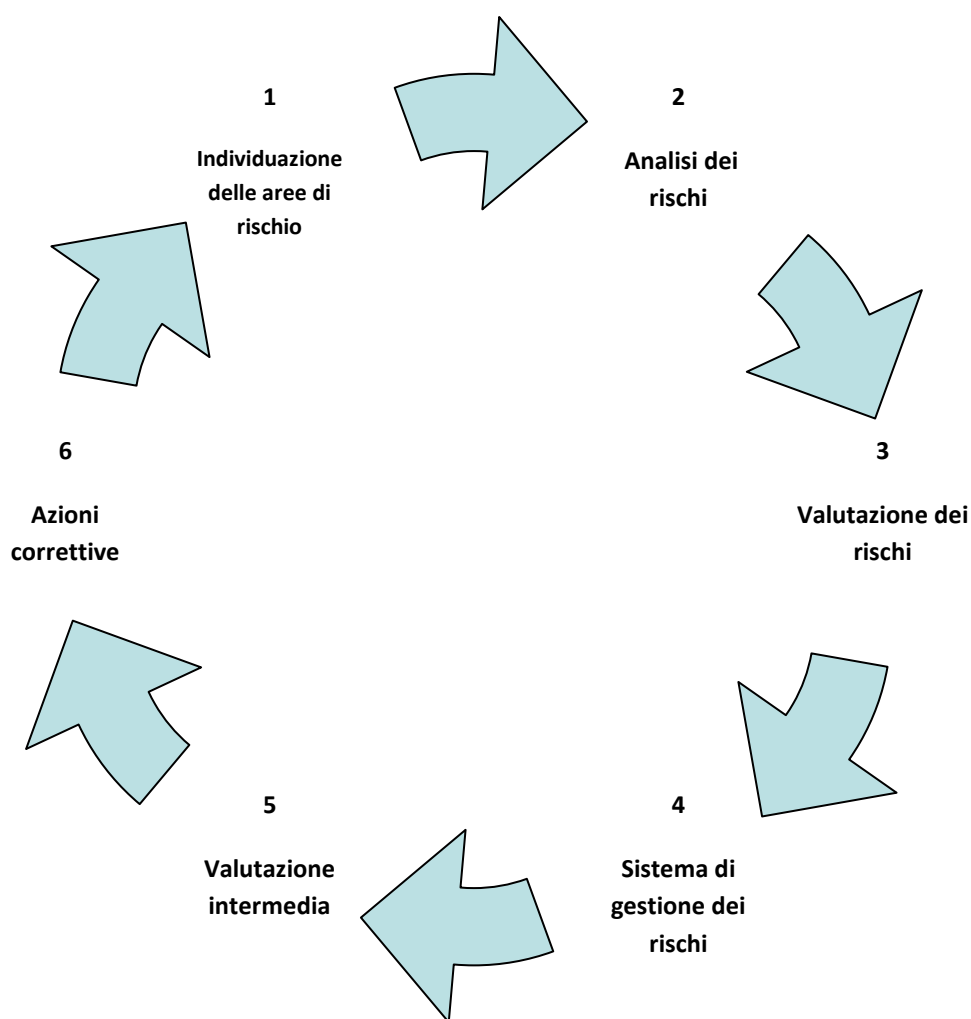 1
Individuazione
delle aree di
rischio
2
Analisi dei
rischi
3
Valutazione dei
rischi
4
Sistema di
gestione dei
rischi
5
Valutazione
intermedia
6
Azioni
correttive